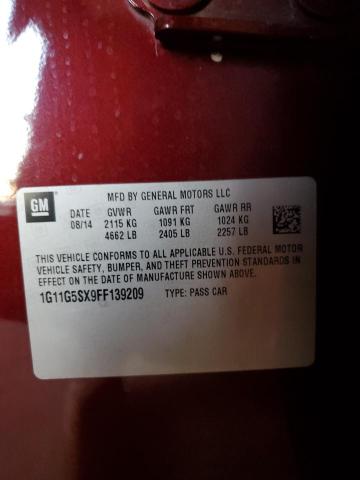 GM
MFD BY GENERAL MOTORS LLC
DATE GVWR GAWR FRT GAWR RR
08/14 2115 KG 1091 KG 1024 KG
4662 LB 2405 LB 2257 LB
THIS VEHICLE CONFORMS TO ALL APPLICABLE U.S. FEDERAL MOTOR
VEHICLE SAFETY, BUMPER, AND THEFT PREVENTION STANDARDS IN
EFFECT ON THE DATE OF MANUFACTURE SHOWN ABOVE.
1G11G5SX9FF139209 TYPE: PASS CAR